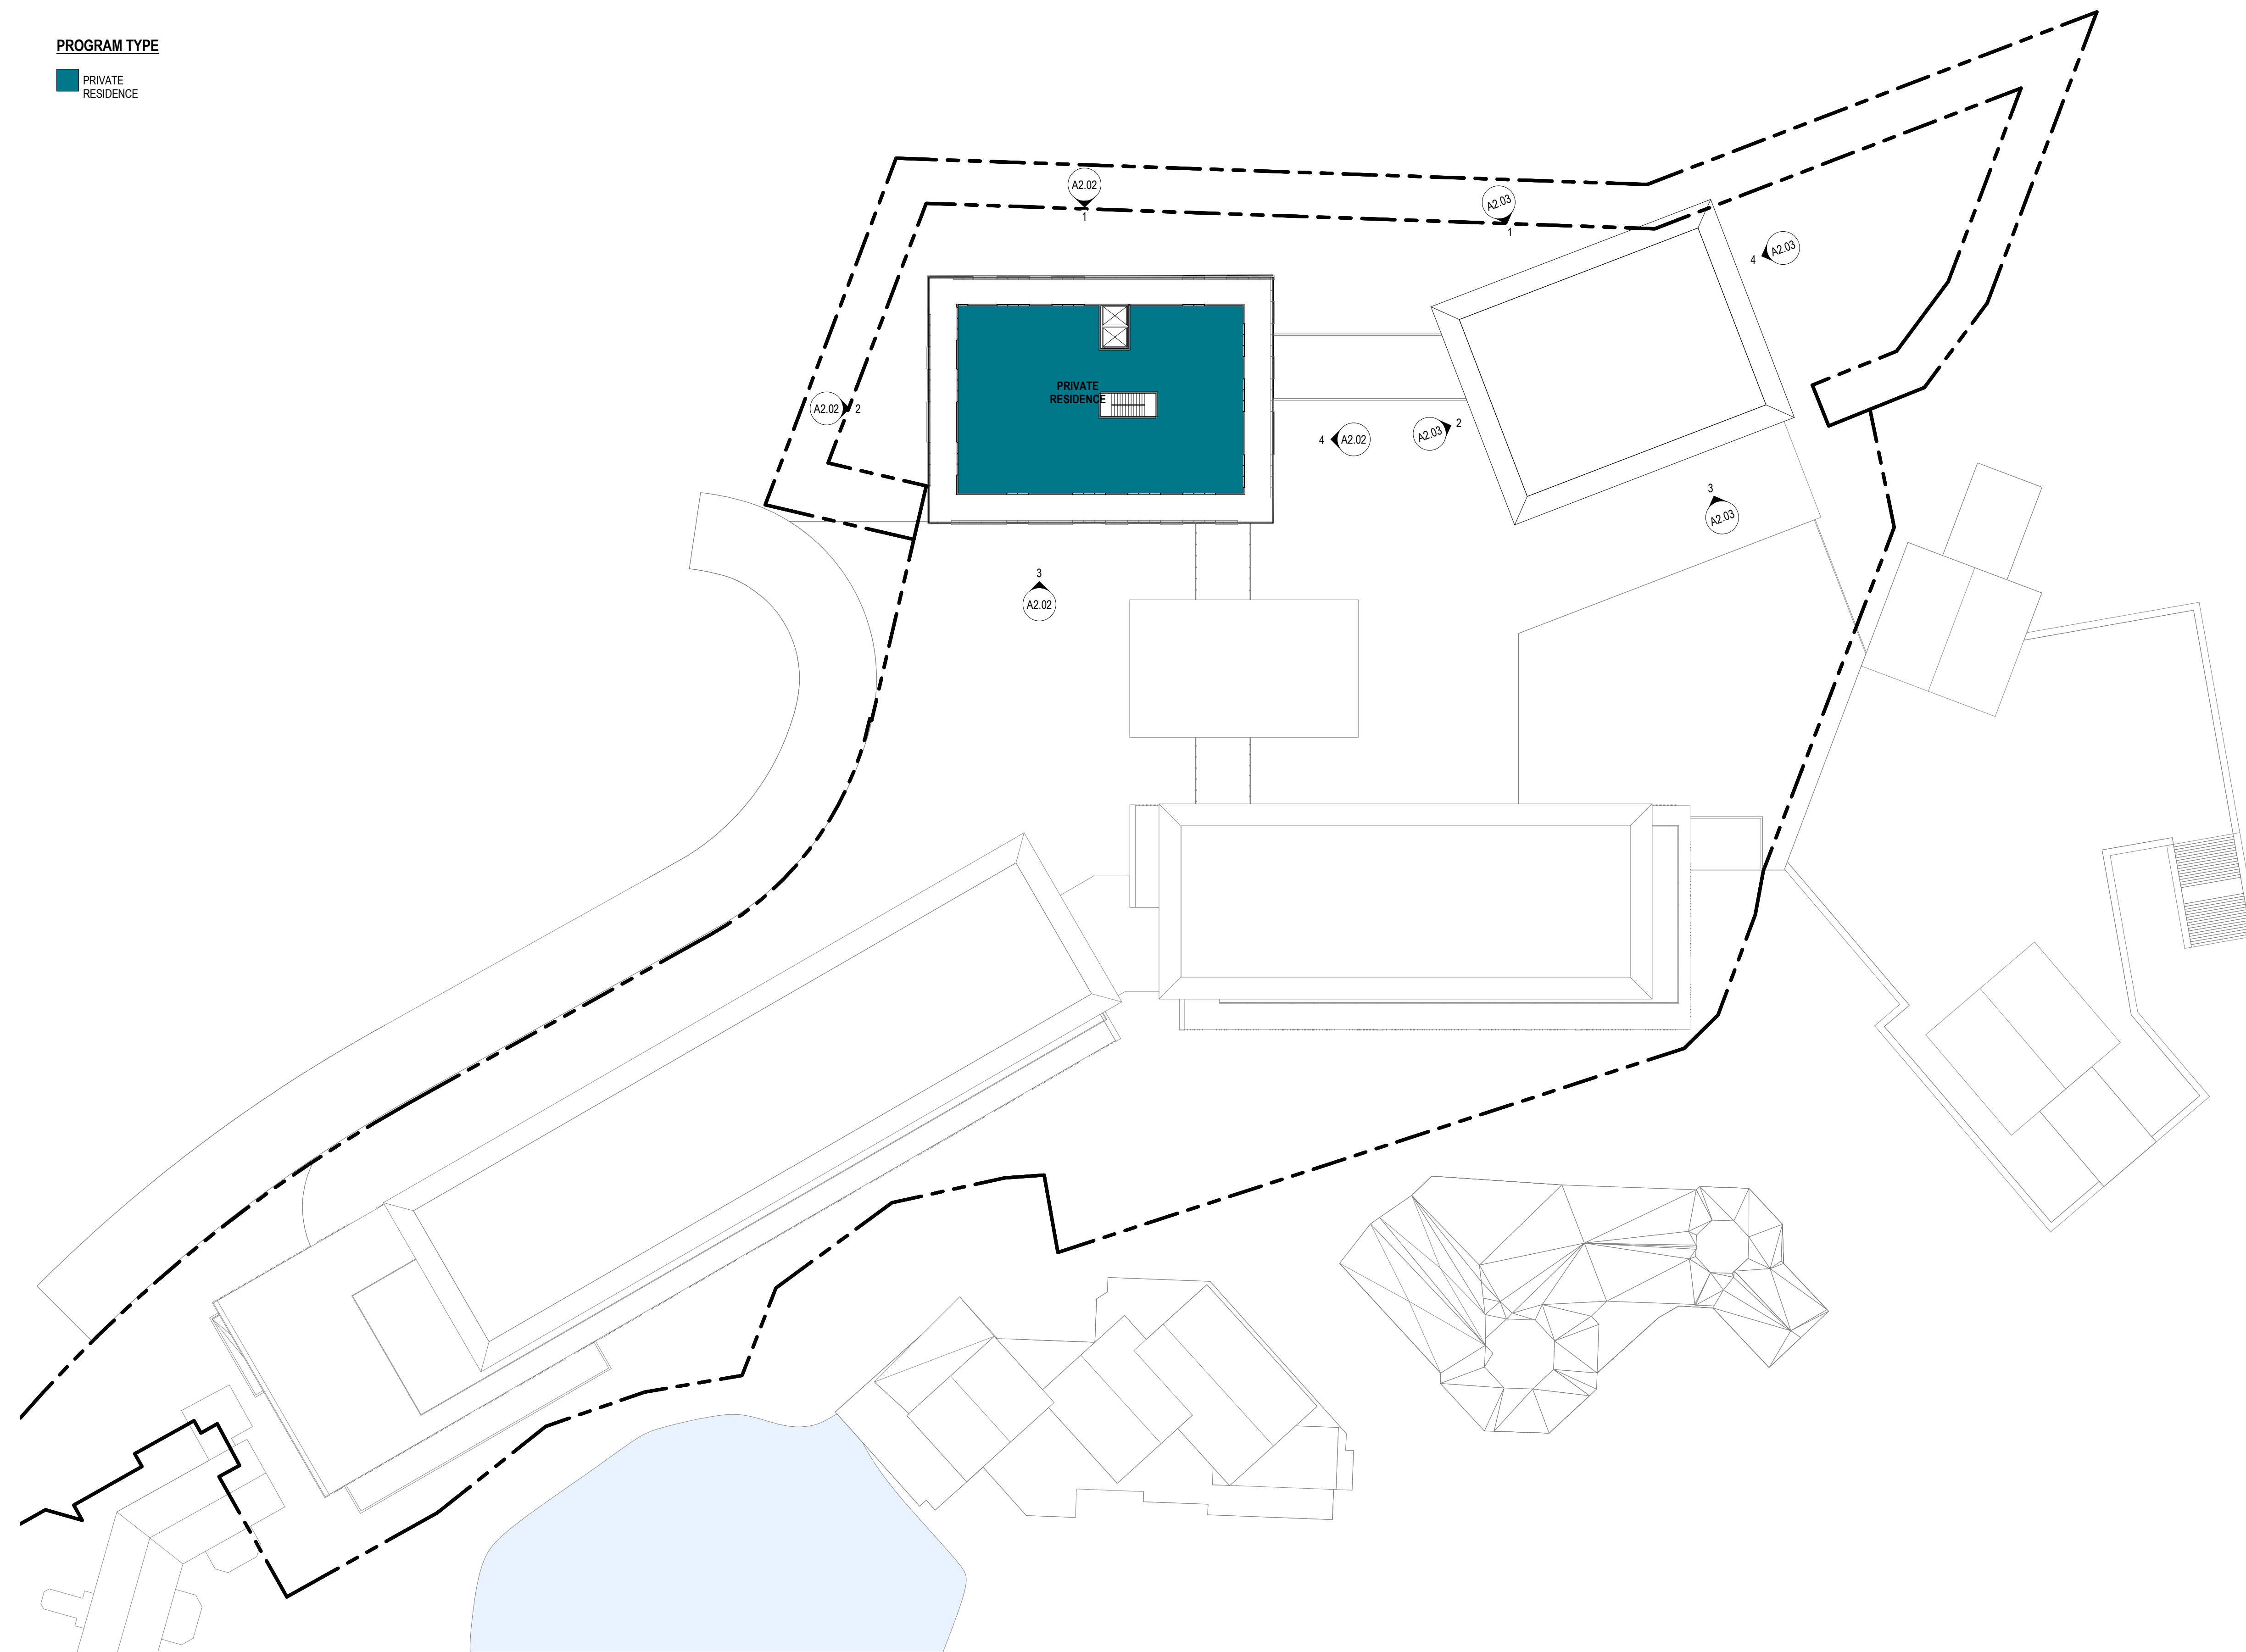 PROGRAM TYPE
PRIVATE
RESIDENCE
A2.02
1
A2.03
1
A2.03
4
PRIVATE
RESIDENCE
A2.02
2
4
A2.02
A2.03
2
3
A2.03
3
A2.02